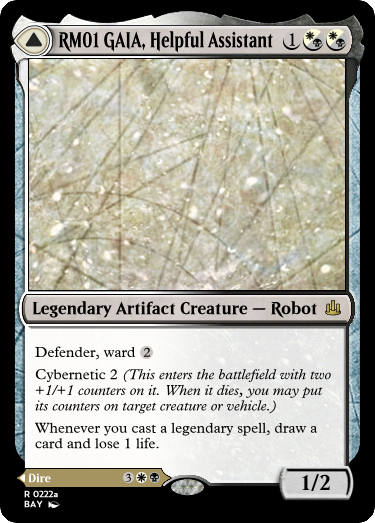 RM01 GAIA, Helpful Assistant 1
Legendary Artifact Creature — Robot
Defender, ward 2
Cybernetic 2 (This enters the battlefield with two
+1/+1 counters on it. When it dies, you may put
its counters on target creature or vehicle.)
Whenever you cast a legendary spell, draw a
card and lose 1 life.
Dire 3
1/2
R 0222a
BAY